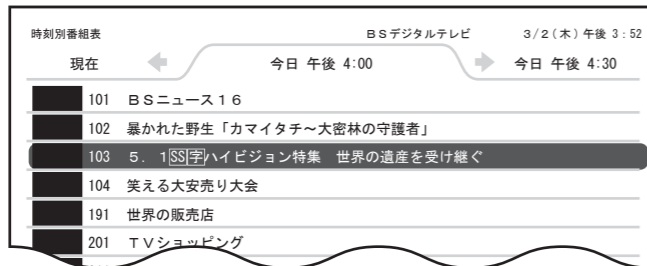 時刻別番組表 BSデジタルテレビ 3/2(木)午後 3:52
現在 今日 午後 4:00 今日 午後 4:30
101 BSニュース16
102 暴かれた野生「カマイタチ~大密林の守護者」
103 5.1SS字ハイビジョン特集 世界の遺産を受け継ぐ
104 笑える大安売り大会
191 世界の販売店
201 TVショッピング